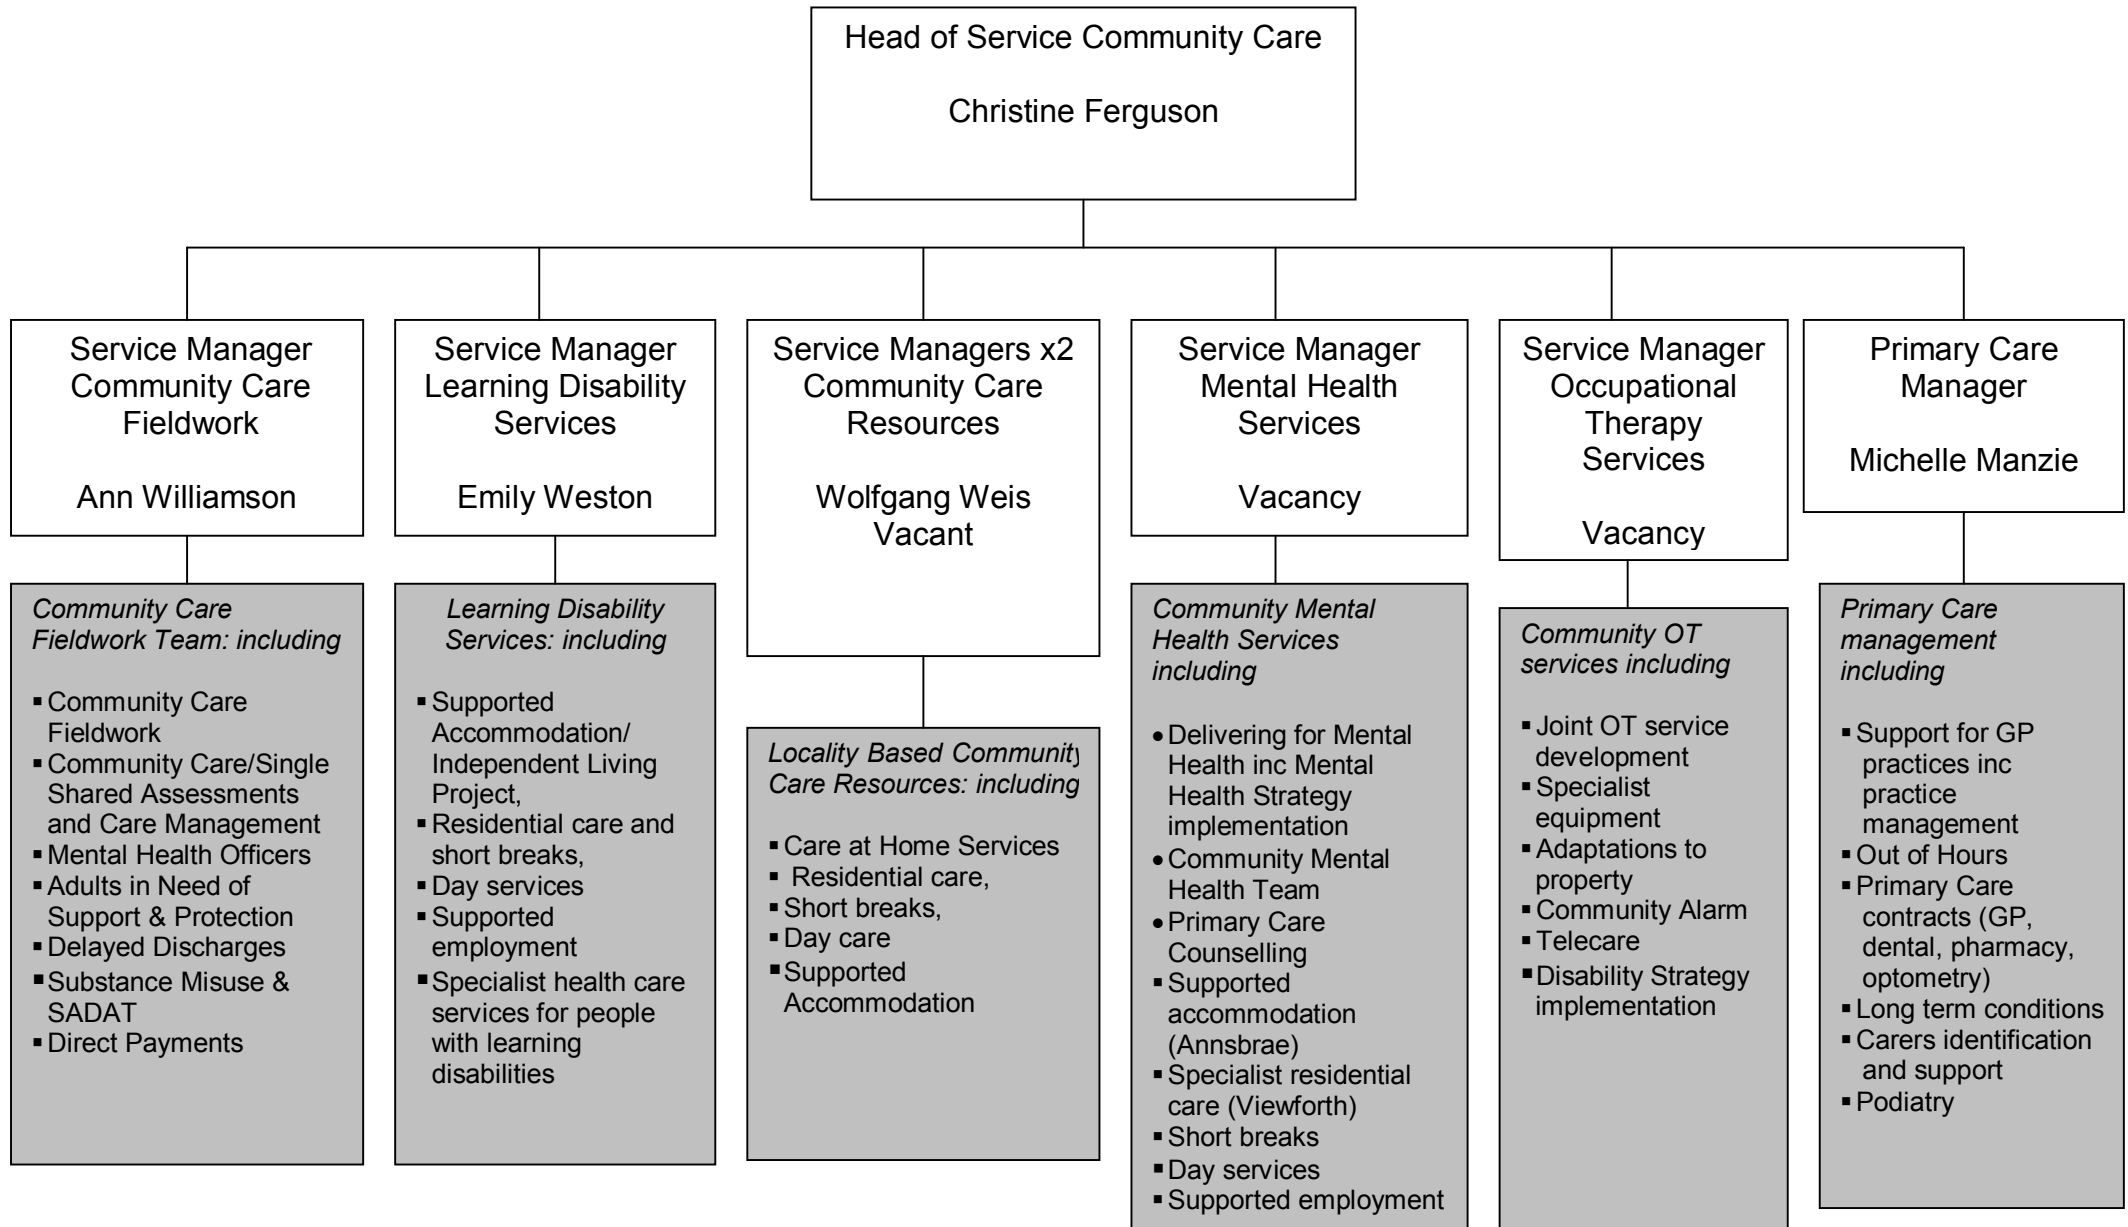 Head of Service Community Care
Christine Ferguson
Service Manager
Community Care
Fieldwork
Ann Williamson
Service Manager
Learning Disability
Services
Emily Weston
Service Managers x2
Community Care
Resources
Wolfgang Weis
Vacant
Service Manager
Mental Health
Services
Vacancy
Service Manager
Occupational
Therapy
Services
Vacancy
Primary Care
Manager
Michelle Manzie
Community Care
Fieldwork Team: including
▪ Community Care
Fieldwork
▪ Community Care/Single
Shared Assessments
and Care Management
▪ Mental Health Officers
▪ Adults in Need of
Support & Protection
▪ Delayed Discharges
▪ Substance Misuse &
SADAT
▪ Direct Payments
Learning Disability
Services: including
▪ Supported
Accommodation/
Independent Living
Project,
▪ Residential care and
short breaks,
▪ Day services
▪ Supported
employment
▪ Specialist health care
services for people
with learning
disabilities
Locality Based Community
Care Resources: including
▪ Care at Home Services
▪ Residential care,
▪ Short breaks,
▪ Day care
▪ Supported
Accommodation
Community Mental
Health Services
including
• Delivering for Mental
Health inc Mental
Health Strategy
implementation
• Community Mental
Health Team
• Primary Care
Counselling
▪ Supported
accommodation
(Annsbrae)
▪ Specialist residential
care (Viewforth)
▪ Short breaks
▪ Day services
▪ Supported employment
Community OT
services including
▪ Joint OT service
development
▪ Specialist
equipment
▪ Adaptations to
property
▪ Community Alarm
▪ Telecare
▪ Disability Strategy
implementation
Primary Care
management
including
▪ Support for GP
practices inc
practice
management
▪ Out of Hours
▪ Primary Care
contracts (GP,
dental, pharmacy,
optometry)
▪ Long term conditions
▪ Carers identification
and support
▪ Podiatry